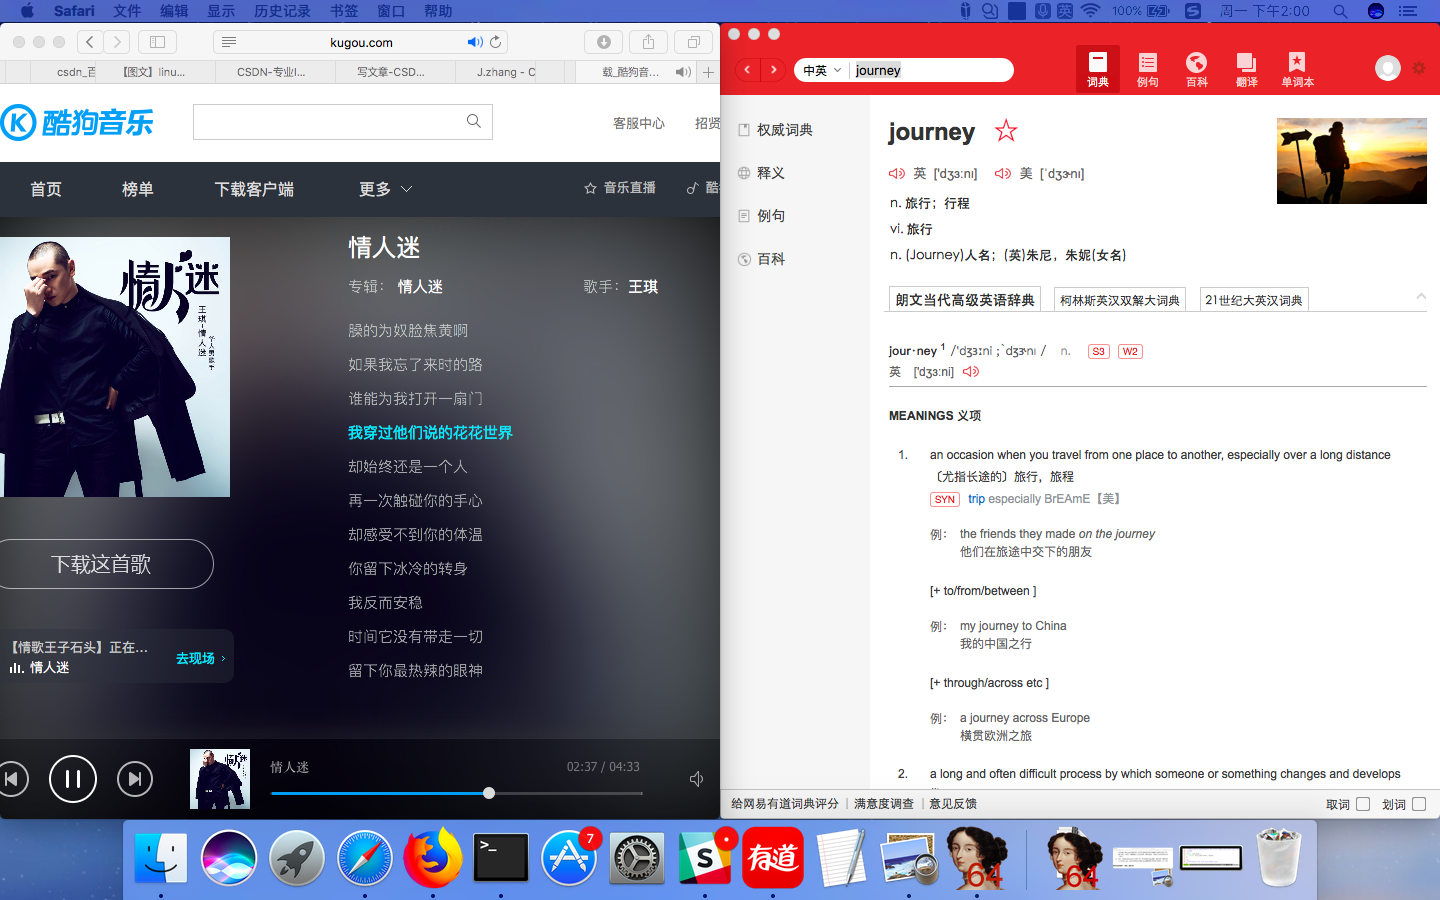 Safari 文件 编辑 显示 历史记录 书签 窗口 帮助
英 100% 周一 下午2:00
kugou.com
csdn_百 【图文】linu... CSDN-专业I... 写文章-CSD... J.zhang - C 载_酷狗音...
酷狗音乐
客服中心 招贤
首页 榜单 下载客户端 更多 音乐直播 酷
情人迷
专辑： 情人迷 歌手：王琪
情人迷
王琪-情人迷
臊的为奴脸焦黄啊
如果我忘了来时的路
谁能为我打开一扇门
我穿过他们说的花花世界
却始终还是一个人
再一次触碰你的手心
却感受不到你的体温
你留下冰冷的转身
我反而安稳
时间它没有带走一切
留下你最热辣的眼神
下载这首歌
【情歌王子石头】正在...
情人迷
去现场 ›
情人迷 02:37 / 04:33
中英 journey
词典 例句 百科 翻译 单词本
权威词典
释义
例句
百科
journey
英 ['dʒɜːnɪ] 美 ['dʒɝnɪ]
n. 旅行；行程
vi. 旅行
n. (Journey)人名；(英)朱尼，朱妮(女名)
朗文当代高级英语辞典 柯林斯英汉双解大词典 21世纪大英汉词典
jour·ney 1 /ˈdʒɜːni ;ˋdʒɝnɪ / n. S3 W2
英 ['dʒɜːni]
MEANINGS 义项
1. an occasion when you travel from one place to another, especially over a long distance
〔尤指长途的〕旅行，旅程
SYN trip especially BrEAmE【美】
例： the friends they made on the journey
他们在旅途中交下的朋友
[+ to/from/between ]
例： my journey to China
我的中国之行
[+ through/across etc ]
例： a journey across Europe
横贯欧洲之旅
2. a long and often difficult process by which someone or something changes and develops
给网易有道词典评分 | 满意度调查 | 意见反馈 取词 划词
7
有道
64
64